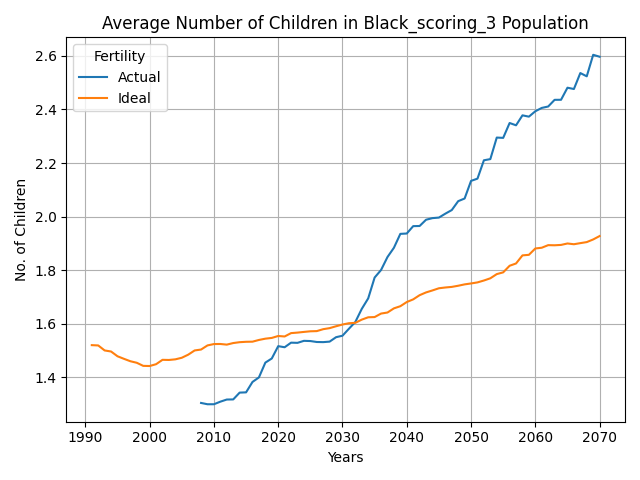 Average Number of Children in Black_scoring_3 Population
Fertility
Actual
Ideal
No. of Children
2.6
2.4
2.2
2.0
1.8
1.6
1.4
1990 2000 2010 2020 2030 2040 2050 2060 2070
Years